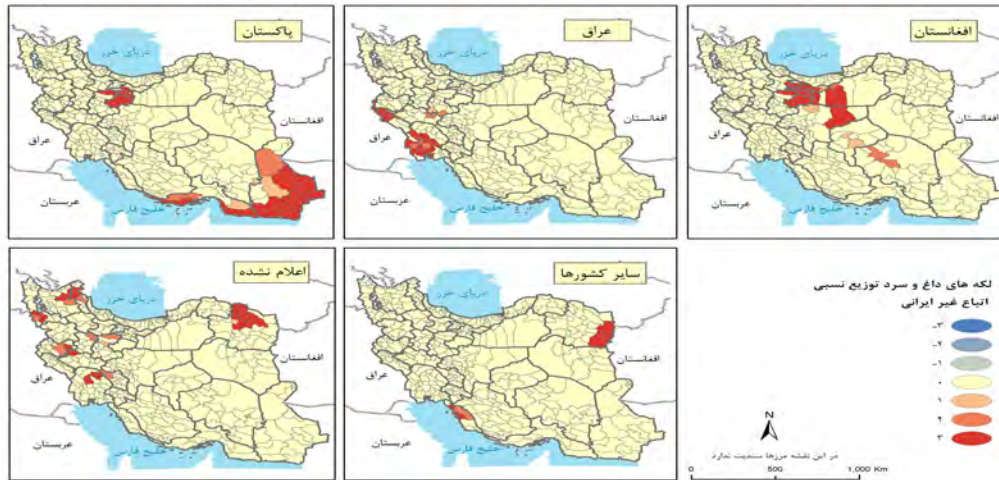 پاکستان
دریای خزر
افغانستان
عراق
عربستان
خلیج فارس
عراق
دریای خزر
افغانستان
عراق
عربستان
خلیج فارس
افغانستان
دریای خزر
افغانستان
عراق
عربستان
خلیج فارس
اعلام نشده
دریای خزر
افغانستان
عراق
عربستان
خلیج فارس
سایر کشورها
دریای خزر
افغانستان
عراق
عربستان
خلیج فارس
لکه های داغ و سرد توزیع نسبی
اتباع غیر ایرانی
-۳
-۲
-۱
۰
۱
۲
۳
N
در این نقشه مرزها سندیت ندارد
0 500 1,000 Km